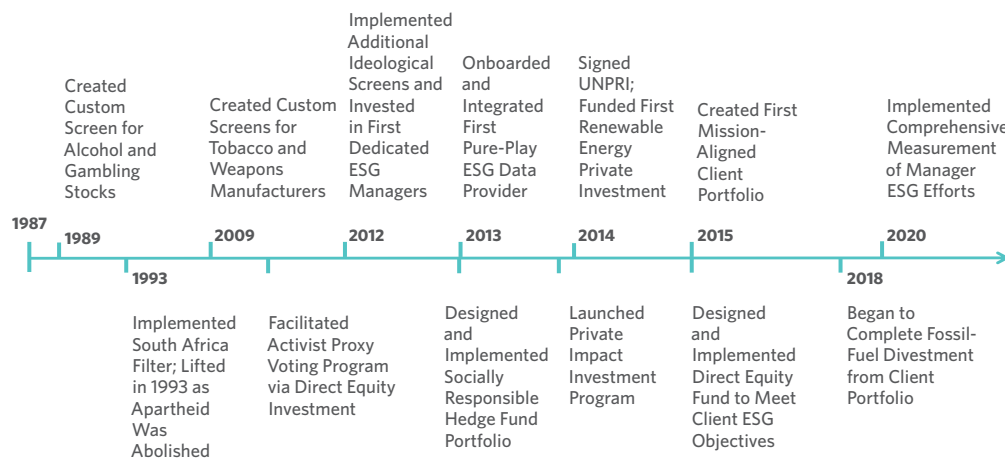 Created
Custom
Screen for
Alcohol and
Gambling
Stocks
Created Custom
Screens for
Tobacco and
Weapons
Manufacturers
Implemented
Additional
Ideological
Screens and
Invested
in First
Dedicated
ESG
Managers
Onboarded
and
Integrated
First
Pure-Play
ESG Data
Provider
Signed
UNPRI;
Funded First
Renewable
Energy
Private
Investment
Created First
Mission-
Aligned
Client
Portfolio
Implemented
Comprehensive
Measurement
of Manager
ESG Efforts
1987
1989
2009
2012
2013
2014
2015
2020
1993
2018
Implemented
South Africa
Filter; Lifted
in 1993 as
Apartheid
Was
Abolished
Facilitated
Activist Proxy
Voting Program
via Direct Equity
Investment
Designed
and
Implemented
Socially
Responsible
Hedge Fund
Portfolio
Launched
Private
Impact
Investment
Program
Designed
and
Implemented
Direct Equity
Fund to Meet
Client ESG
Objectives
Began to
Complete Fossil-
Fuel Divestment
from Client
Portfolio